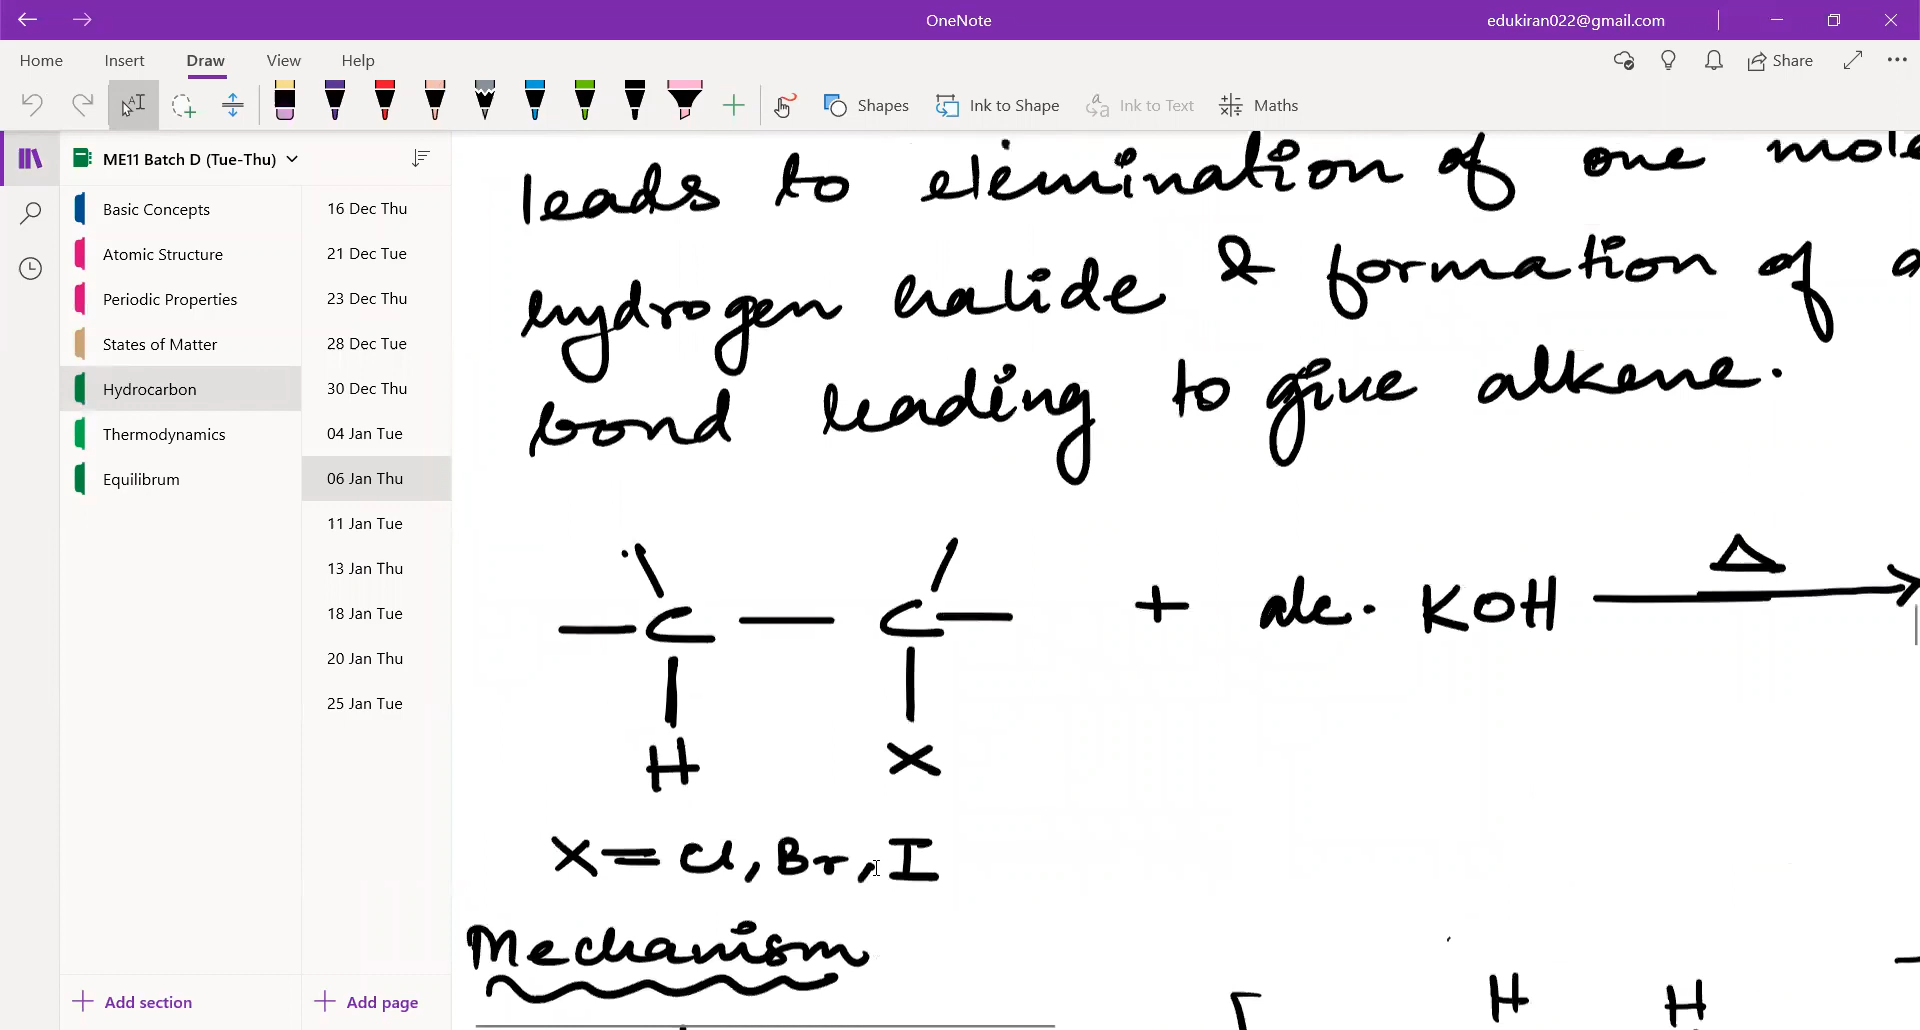 OneNote
edukiran022@gmail.com
Home Insert Draw View Help
Share
Shapes Ink to Shape Ink to Text Maths
ME11 Batch D (Tue-Thu)
Basic Concepts
Atomic Structure
Periodic Properties
States of Matter
Hydrocarbon
Thermodynamics
Equilibrum
Add section
16 Dec Thu
21 Dec Tue
23 Dec Thu
28 Dec Tue
30 Dec Thu
04 Jan Tue
06 Jan Thu
11 Jan Tue
13 Jan Thu
18 Jan Tue
20 Jan Thu
25 Jan Tue
Add page
leads to elemination of one mole
hydrogen halide & formation of a
bond leading to give alkene.
C — C + alc. KOH Δ →
H X
X = Cl, Br, I
Mechanism
H H